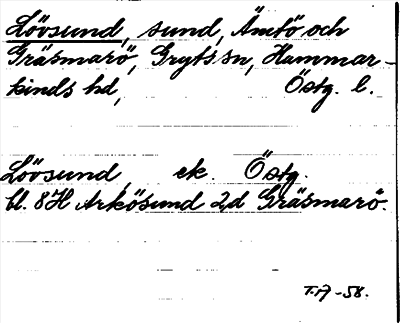 Lövsund, sund, Ämtö och
Gräsmarö, Gryts sn, Hammar-
kinds hd, Östg. l.
Lövsund, ek. Östg.
bl. 8H Arkösund 2d Gräsmarö.
T.A -58.